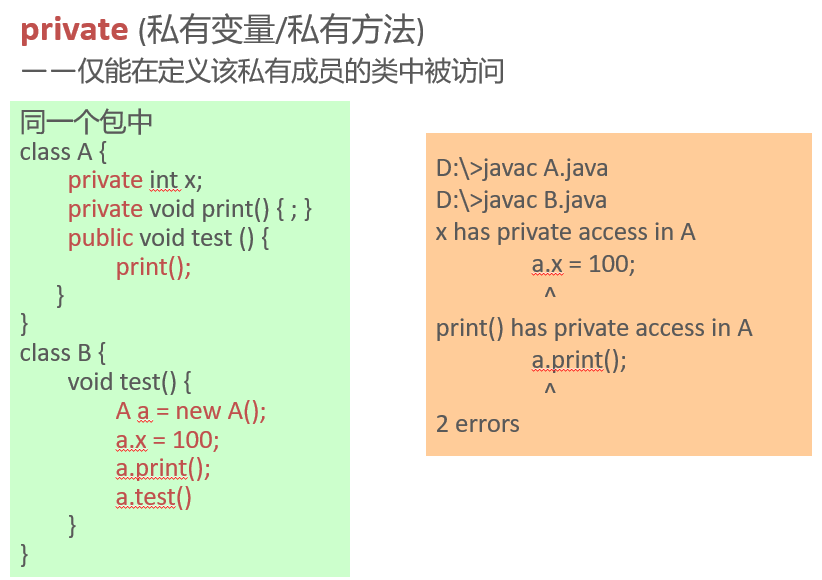 private (私有变量/私有方法)
——仅能在定义该私有成员的类中被访问
同一个包中
class A {
private int x;
private void print() { ; }
public void test () {
print();
}
}
class B {
void test() {
A a = new A();
a.x = 100;
a.print();
a.test()
}
}
D:\>javac A.java
D:\>javac B.java
x has private access in A
a.x = 100;
^
print() has private access in A
a.print();
^
2 errors